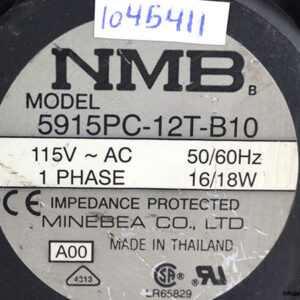 1045411
NMB B
MODEL
5915PC-12T-B10
115V ~ AC 50/60Hz
1 PHASE 16/18W
CE IMPEDANCE PROTECTED
MINEBEA CO., LTD
A00 MADE IN THAILAND
4313
LR65829